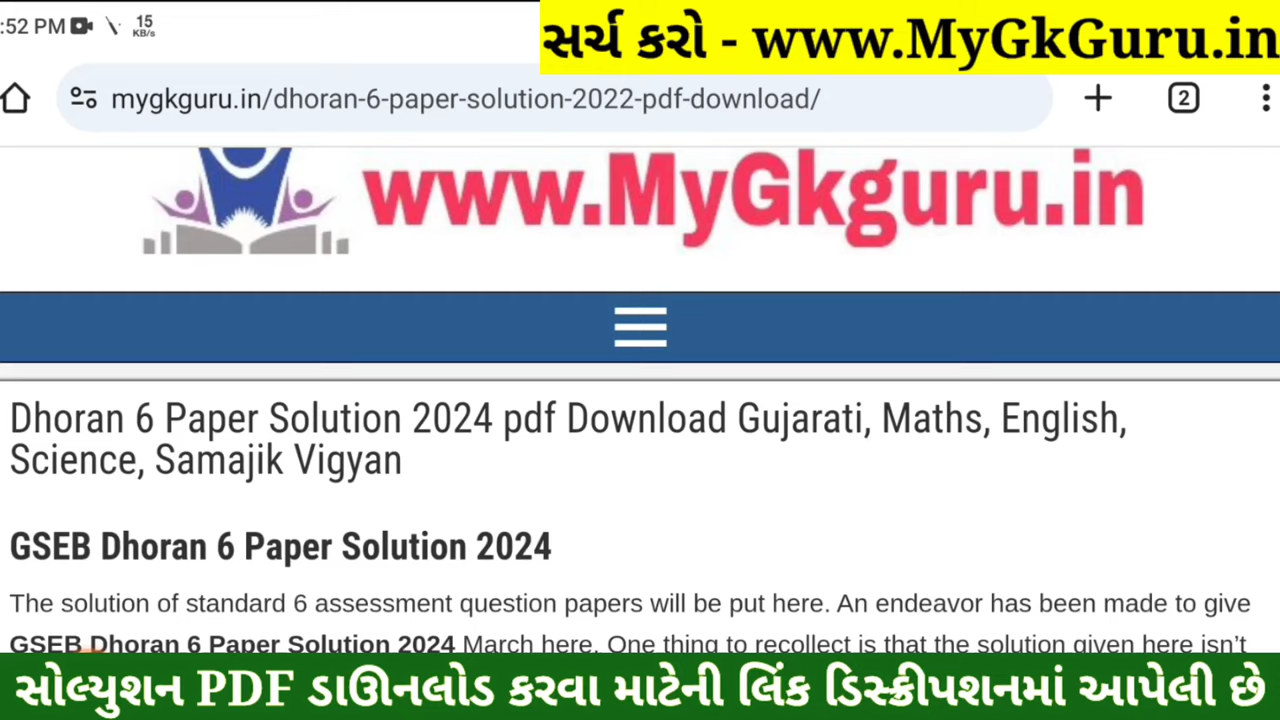 :52 PM 15 KB/s
સર્ચ કરો - www.MyGkGuru.in
mygkguru.in/dhoran-6-paper-solution-2022-pdf-download/
2
www.MyGkguru.in
Dhoran 6 Paper Solution 2024 pdf Download Gujarati, Maths, English,
Science, Samajik Vigyan
GSEB Dhoran 6 Paper Solution 2024
The solution of standard 6 assessment question papers will be put here. An endeavor has been made to give
GSEB Dhoran 6 Paper Solution 2024 March here. One thing to recollect is that the solution given here isn’t
સોલ્યુશન PDF ડાઊનલોડ કરવા માટેની લિંક ડિસ્ક્રીપશનમાં આપેલી છે